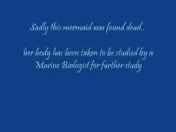 Sadly this mermaid was found dead..
her body has been taken to be studied by a
Marine Biologist for further study